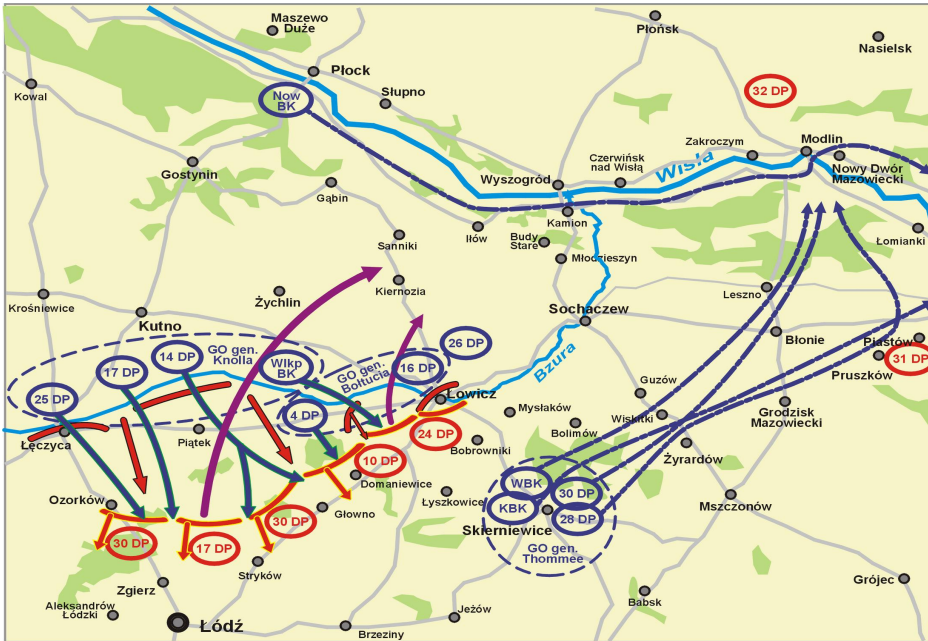 Maszewo
Duże
Płońsk
Nasielsk
Płock
Kowal
Now
BK
Słupno
32 DP
Zakroczym
Modlin
Czerwińsk
nad Wisłą
Wisła
Nowy Dwór
Mazowiecki
Gostynin
Wyszogród
Gąbin
Kamion
Iłów
Budy
Stare
Łomianki
Sanniki
Młodzieszyn
Kiernozia
Leszno
Krośniewice
Żychlin
Sochaczew
Kutno
Błonie
Piastów
26 DP
31 DP
Pruszków
GO gen.
Knolla
14 DP
17 DP
Wlkp
BK
GO gen.
Bołtucia
16 DP
Bzura
25 DP
Guzów
4 DP
Łowicz
Mysłaków
Wiskitki
Grodzisk
Mazowiecki
Łęczyca
Piątek
24 DP
Bolimów
Bobrowniki
Żyrardów
10 DP
Domaniewice
Łyszkowice
WBK
30 DP
KBK
28 DP
Mszczonów
Ozorków
Głowno
30 DP
Skierniewice
30 DP
17 DP
GO gen.
Thommée
Stryków
Zgierz
Grójec
Babsk
Aleksandrów
Łódzki
Łódź
Brzeziny
Jeżów